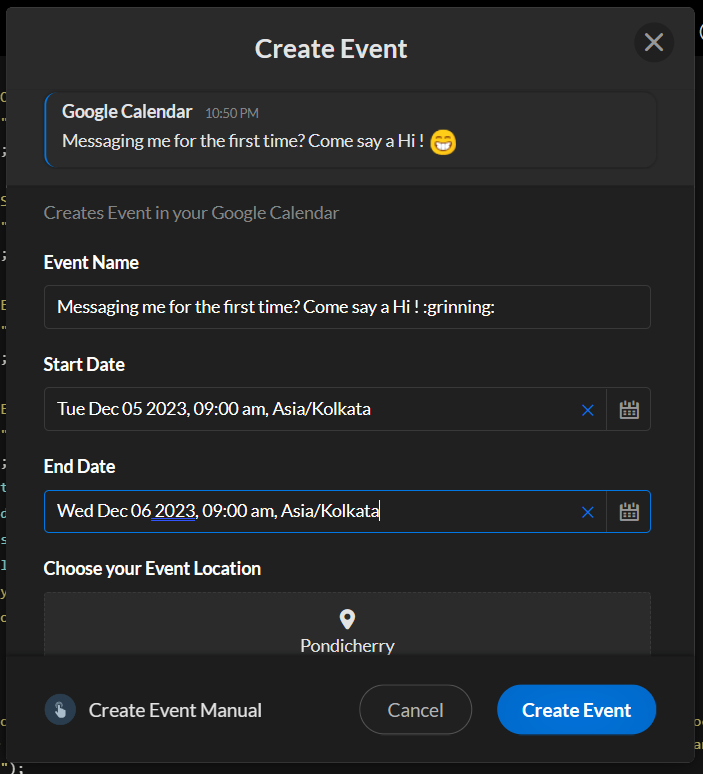 Create Event
Google Calendar 10:50 PM
Messaging me for the first time? Come say a Hi ! 😁
Creates Event in your Google Calendar
Event Name
Messaging me for the first time? Come say a Hi ! :grinning:
Start Date
Tue Dec 05 2023, 09:00 am, Asia/Kolkata
End Date
Wed Dec 06 2023, 09:00 am, Asia/Kolkata
Choose your Event Location
Pondicherry
Create Event Manual
Cancel
Create Event
");